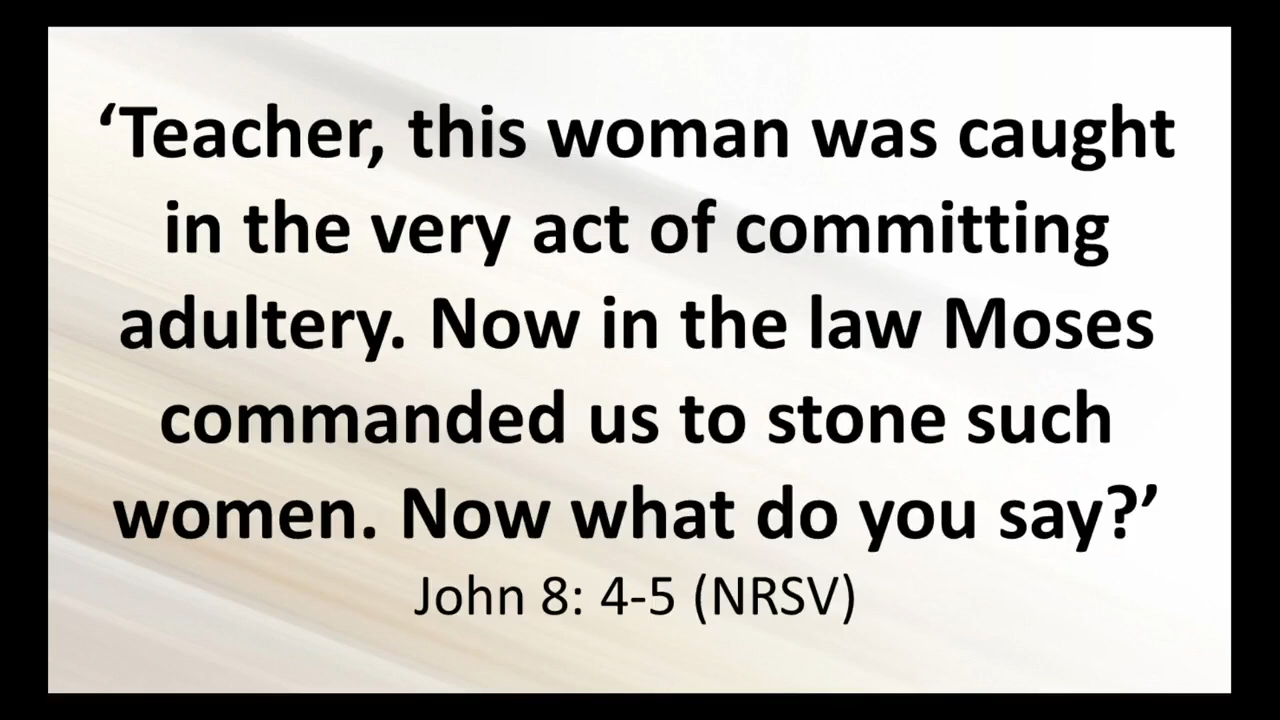 ‘Teacher, this woman was caught
in the very act of committing
adultery. Now in the law Moses
commanded us to stone such
women. Now what do you say?’
John 8: 4-5 (NRSV)